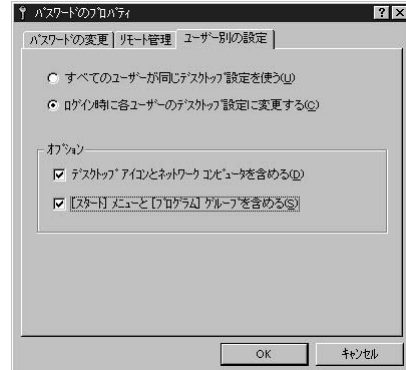 ﾊﾟｽﾜｰﾄﾞのﾌﾟﾛﾊﾟﾃｨ
ﾊﾟｽﾜｰﾄﾞの変更 ﾘﾓｰﾄ管理 ﾕｰｻﾞｰ別の設定
すべてのﾕｰｻﾞｰが同じﾃﾞｽｸﾄｯﾌﾟ設定を使う(U)
ﾛｸﾞｲﾝ時に各ﾕｰｻﾞｰのﾃﾞｽｸﾄｯﾌﾟ設定に変更する(C)
ｵﾌﾟｼｮﾝ
ﾃﾞｽｸﾄｯﾌﾟ ｱｲｺﾝとﾈｯﾄﾜｰｸ ｺﾝﾋﾟｭｰﾀを含める(D)
[ｽﾀｰﾄ] ﾒﾆｭｰと [ﾌﾟﾛｸﾞﾗﾑ] ｸﾞﾙｰﾌﾟを含める(S)
OK ｷｬﾝｾﾙ